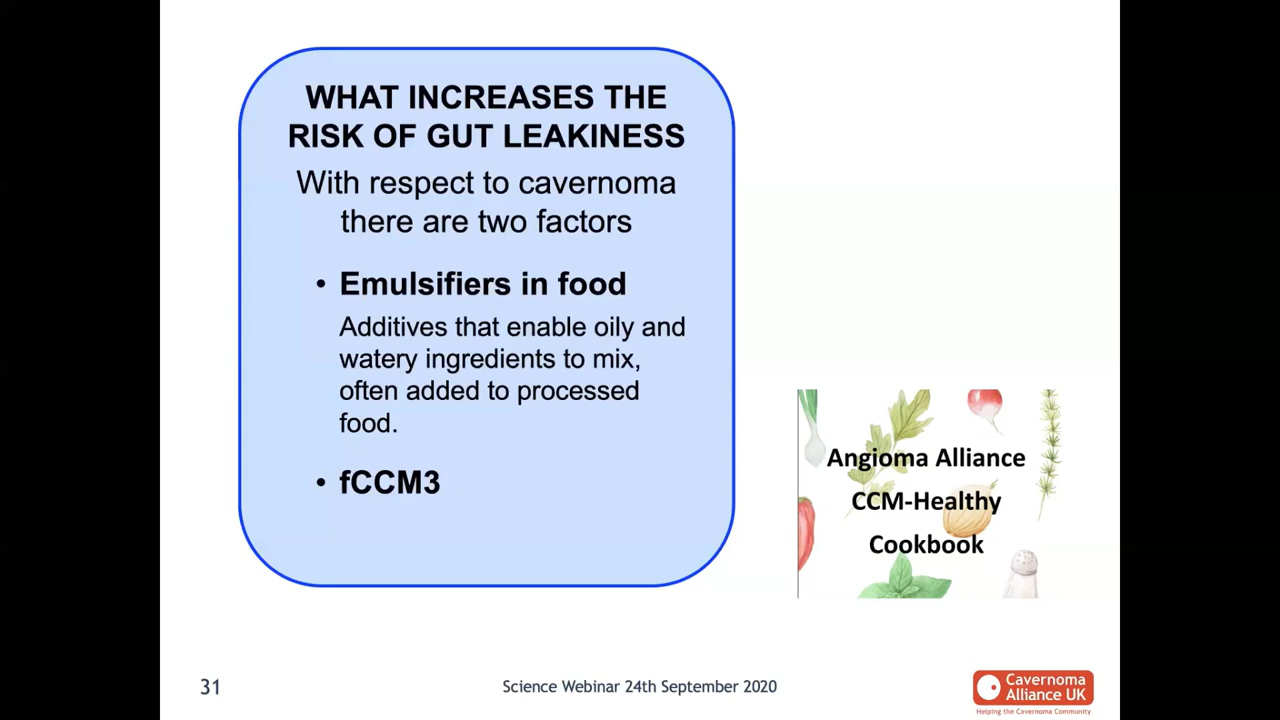 WHAT INCREASES THE
RISK OF GUT LEAKINESS
With respect to cavernoma
there are two factors
• Emulsifiers in food
Additives that enable oily and
watery ingredients to mix,
often added to processed
food.
• fCCM3
Angioma Alliance
CCM-Healthy
Cookbook
31
Science Webinar 24th September 2020
Cavernoma
Alliance UK
Helping the Cavernoma Community